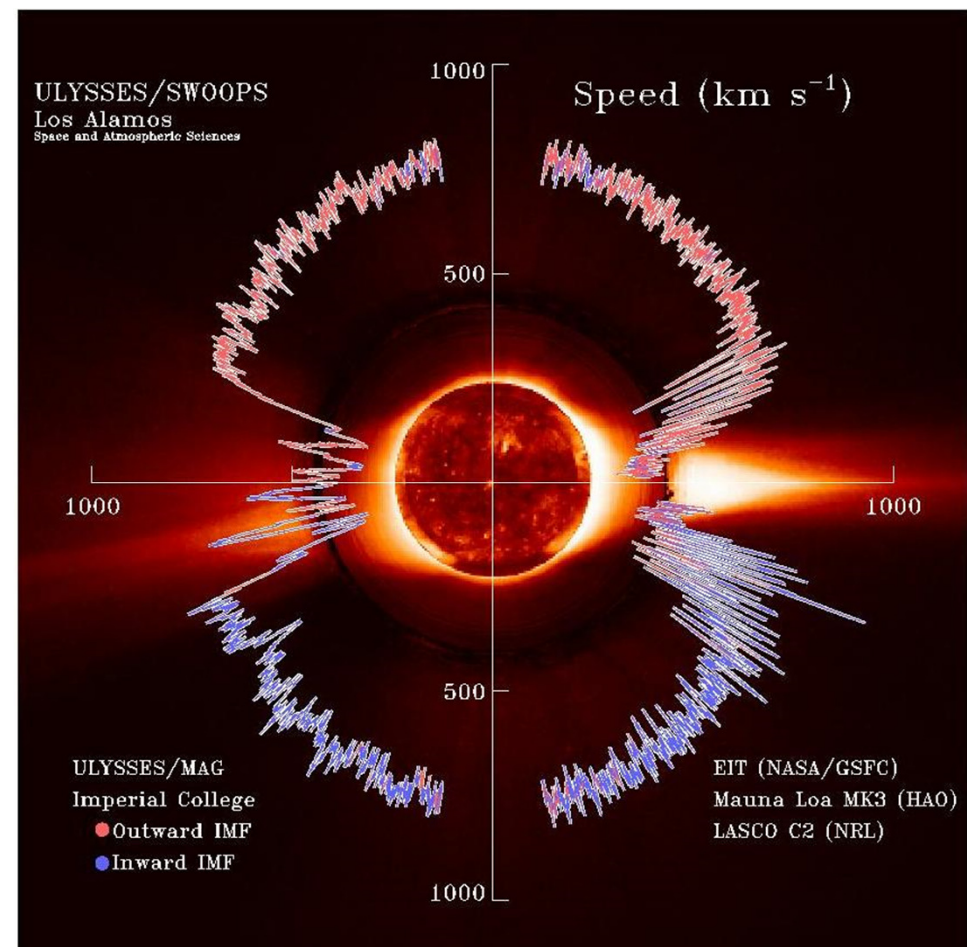 ULYSSES/SWOOPS
Los Alamos
Space and Atmospheric Sciences
Speed (km s⁻¹)
1000
500
1000
1000
500
1000
ULYSSES/MAG
Imperial College
Outward IMF
Inward IMF
EIT (NASA/GSFC)
Mauna Loa MK3 (HAO)
LASCO C2 (NRL)